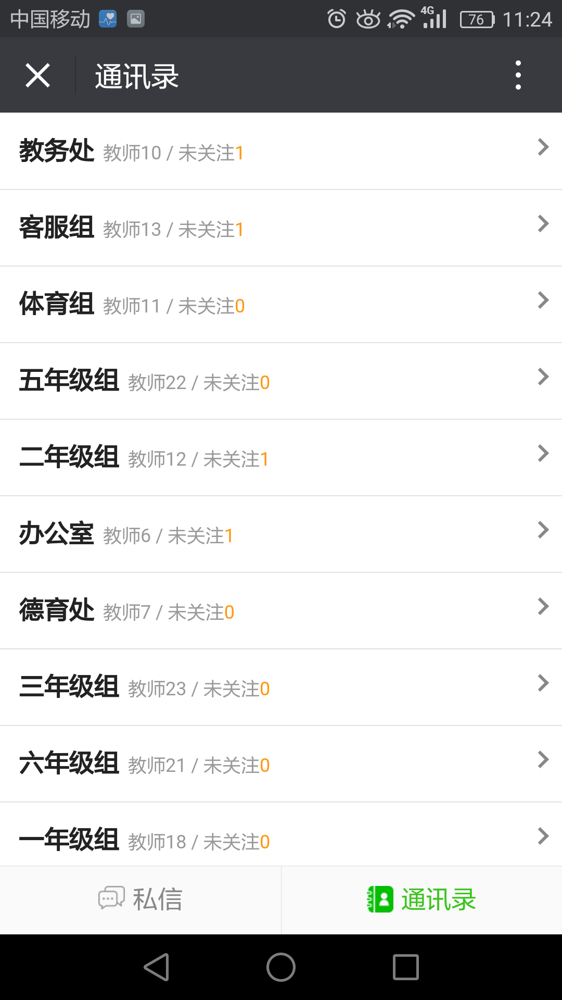 中国移动 4G 76 11:24
通讯录
教务处 教师10 / 未关注1
客服组 教师13 / 未关注1
体育组 教师11 / 未关注0
五年级组 教师22 / 未关注0
二年级组 教师12 / 未关注1
办公室 教师6 / 未关注1
德育处 教师7 / 未关注0
三年级组 教师23 / 未关注0
六年级组 教师21 / 未关注0
一年级组 教师18 / 未关注0
私信 通讯录